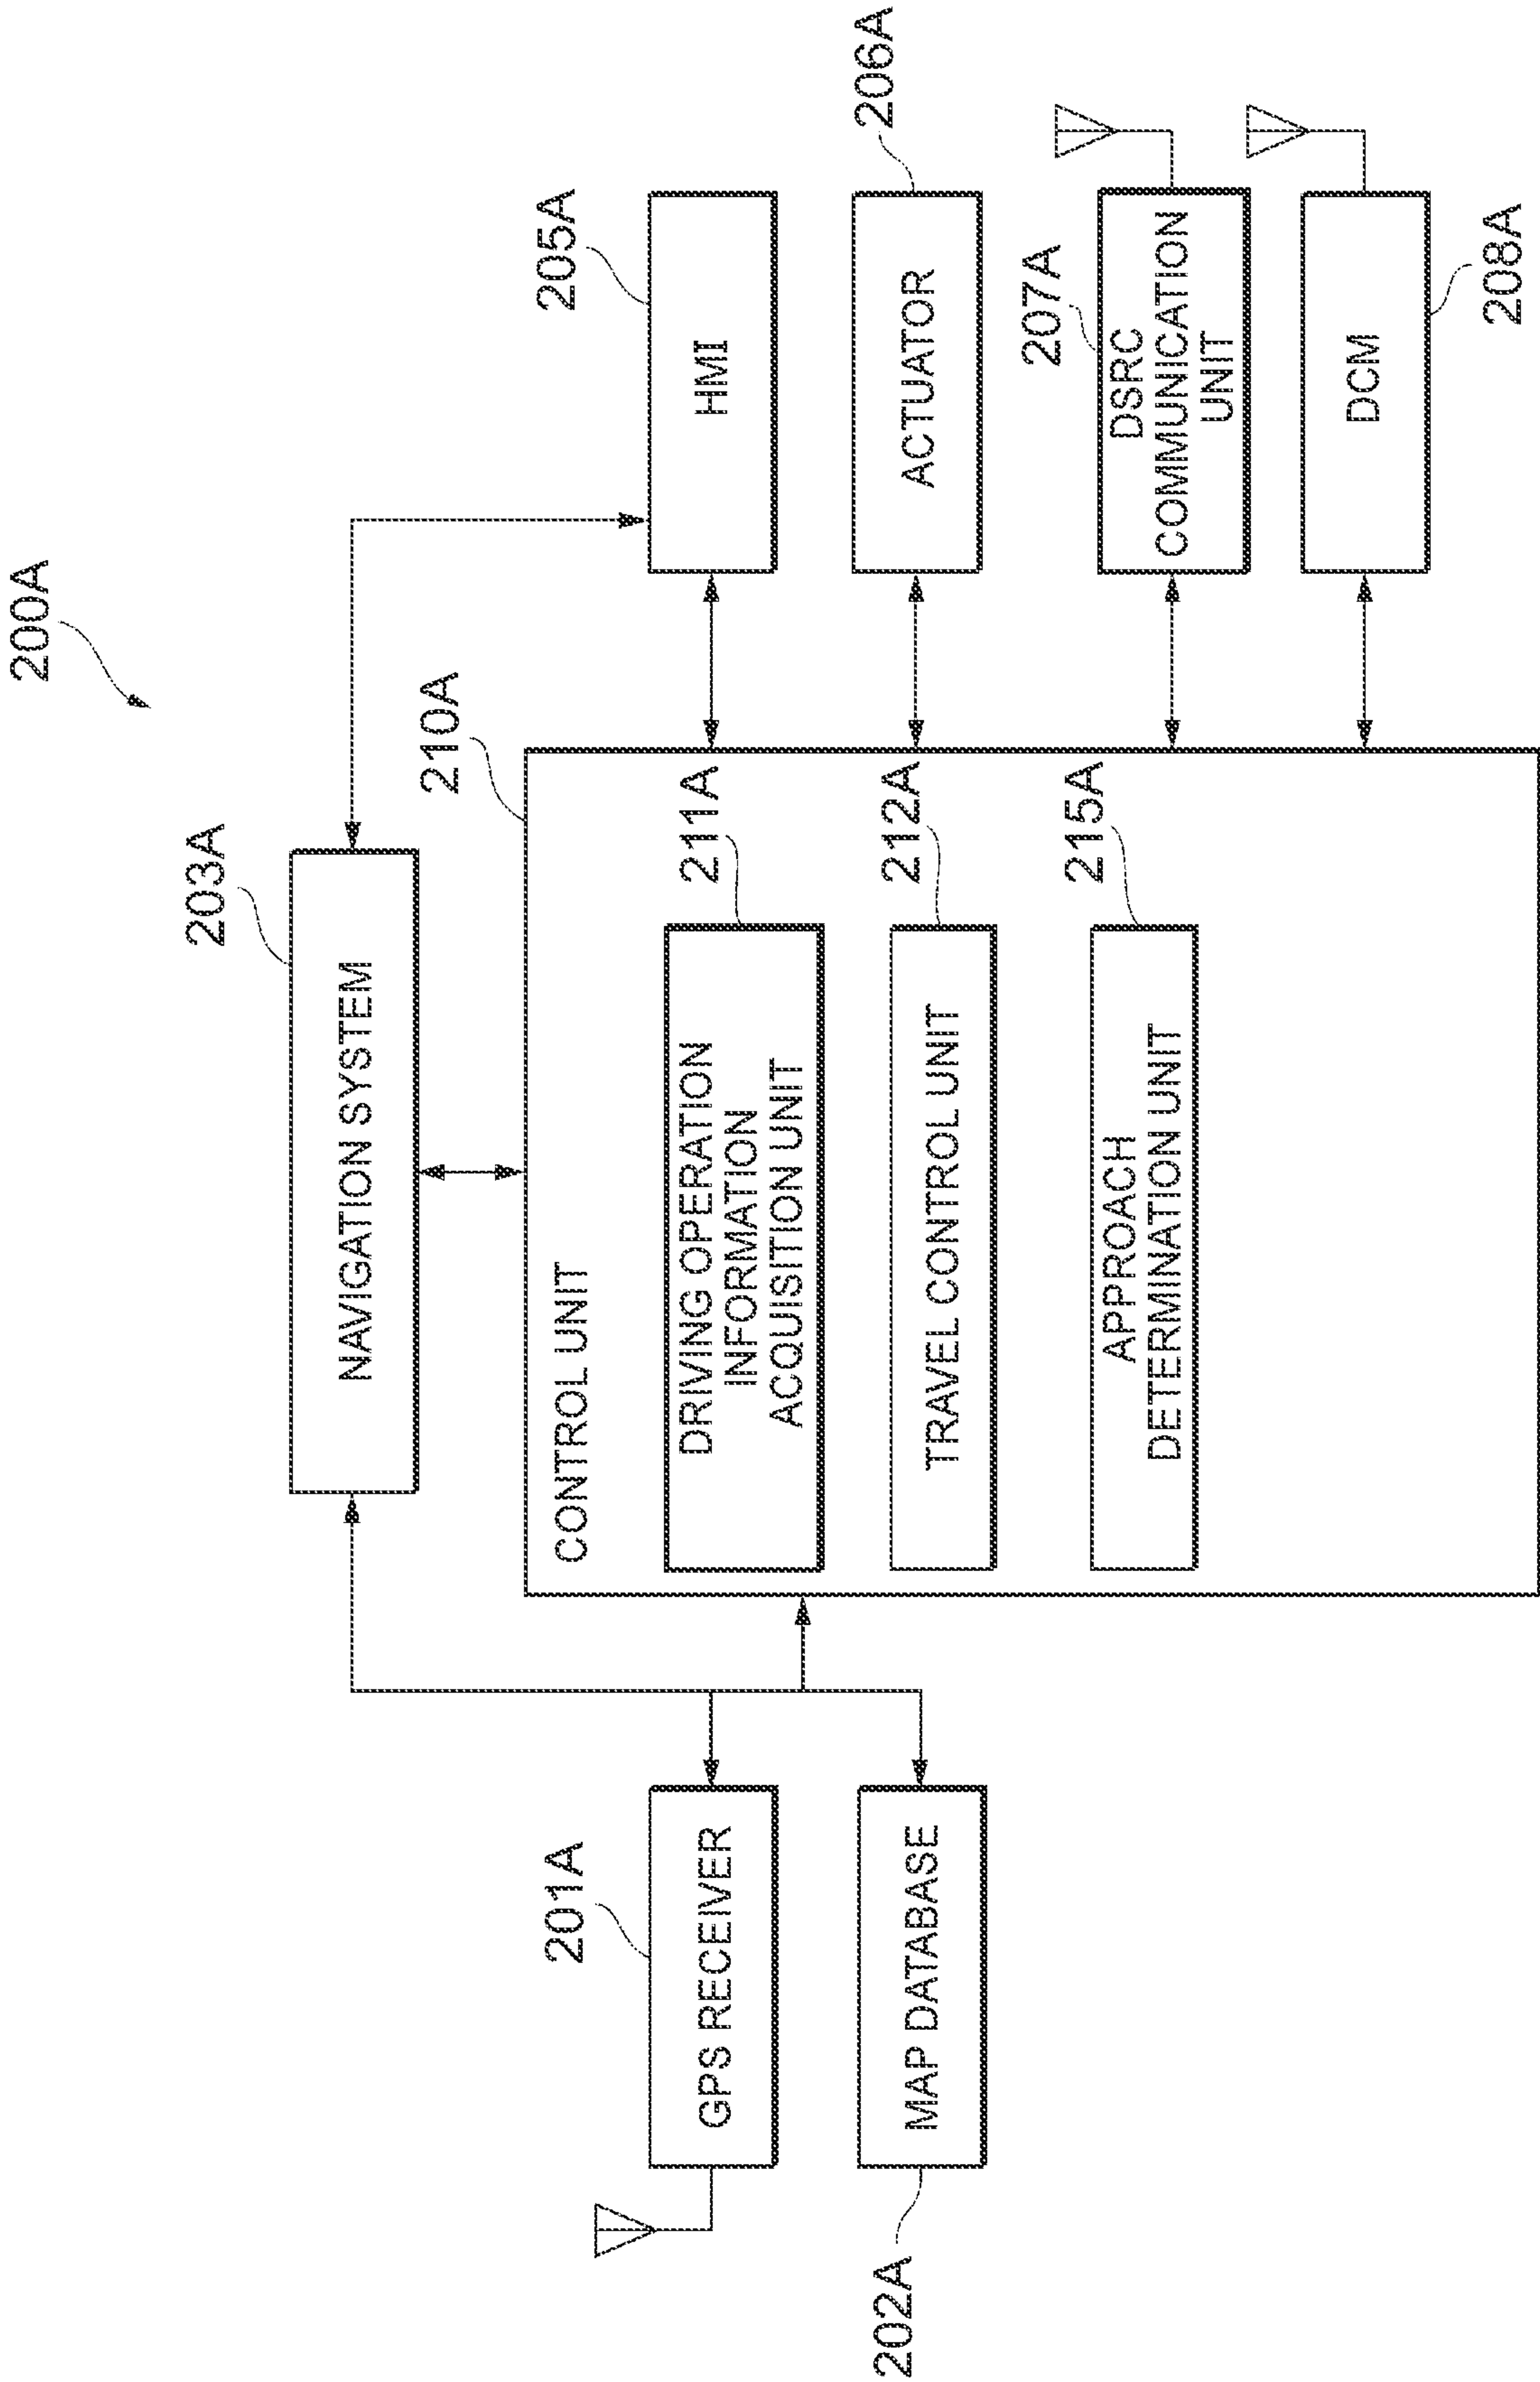 200A
203A
NAVIGATION SYSTEM
210A
CONTROL UNIT
201A
GPS RECEIVER
202A
MAP DATABASE
211A
DRIVING OPERATION
INFORMATION
ACQUISITION UNIT
212A
TRAVEL CONTROL UNIT
215A
APPROACH
DETERMINATION UNIT
205A
HMI
206A
ACTUATOR
207A
DSRC
COMMUNICATION
UNIT
DCM
208A